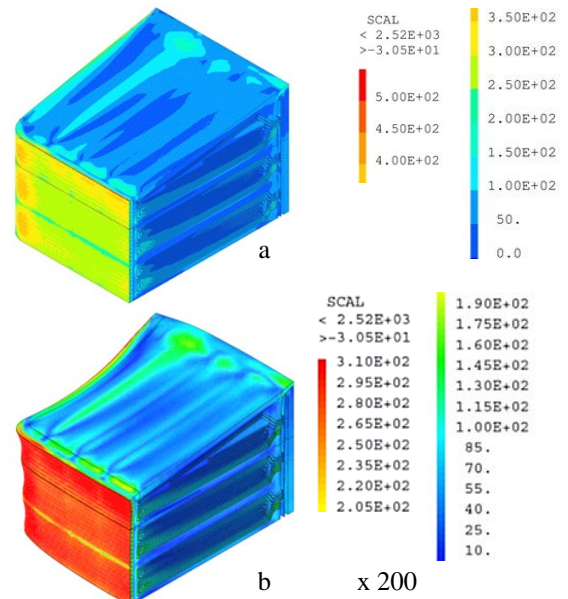 SCAL
< 2.52E+03
>-3.05E+01
5.00E+02
4.50E+02
4.00E+02
3.50E+02
3.00E+02
2.50E+02
2.00E+02
1.50E+02
1.00E+02
50.
0.0
a
SCAL
< 2.52E+03
>-3.05E+01
3.10E+02
2.95E+02
2.80E+02
2.65E+02
2.50E+02
2.35E+02
2.20E+02
2.05E+02
1.90E+02
1.75E+02
1.60E+02
1.45E+02
1.30E+02
1.00E+02
85.
70.
55.
40.
25.
10.
b
x 200